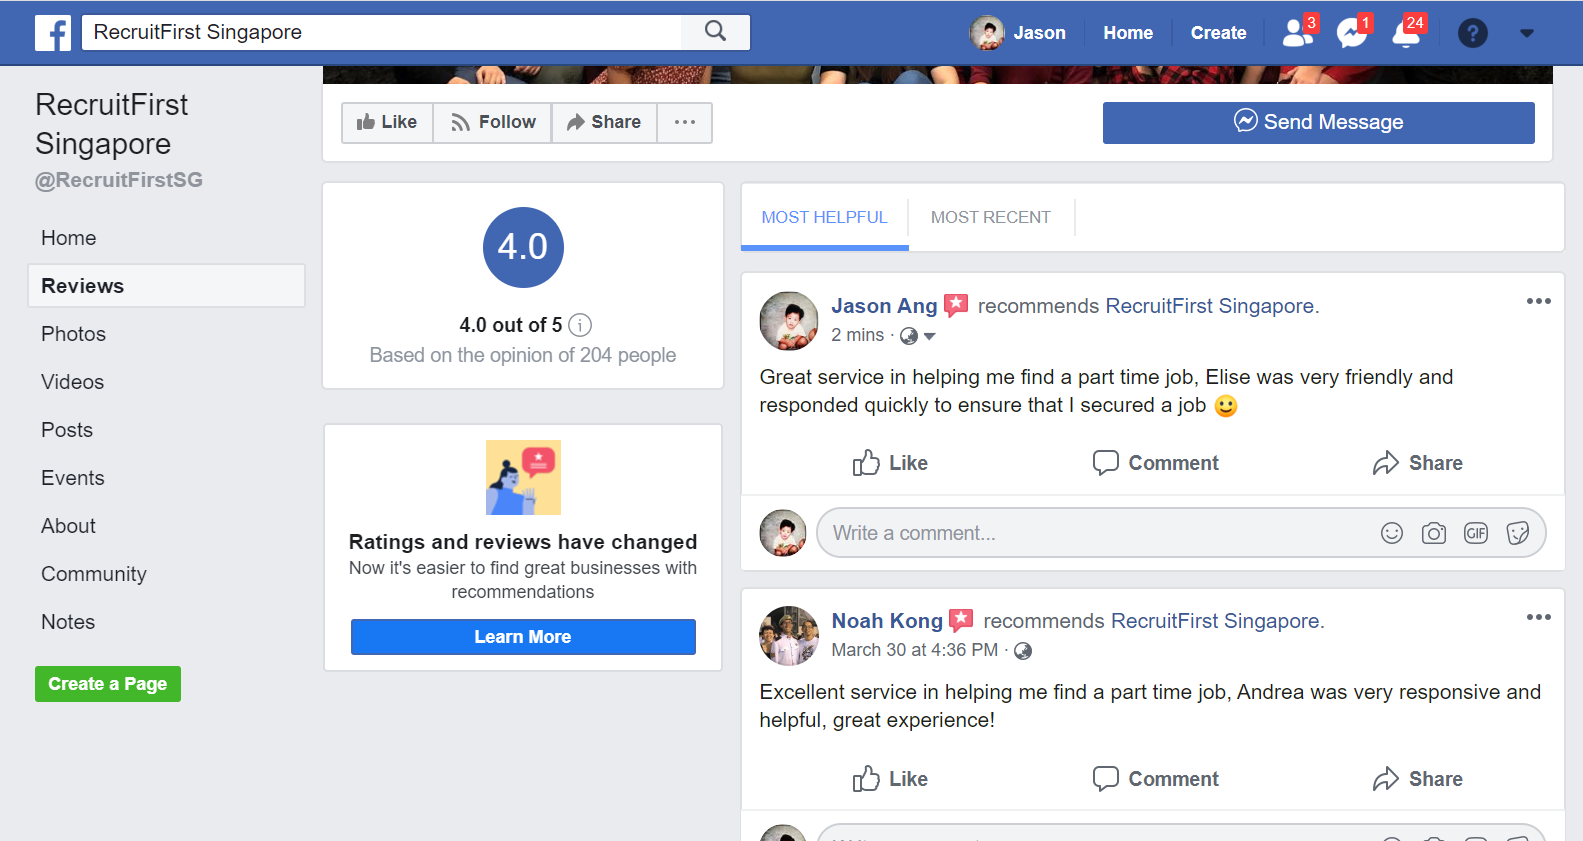 RecruitFirst Singapore
Jason
Home
Create
3
1
24
?
RecruitFirst
Singapore
@RecruitFirstSG
Home
Reviews
Photos
Videos
Posts
Events
About
Community
Notes
Create a Page
Like
Follow
Share
Send Message
4.0
4.0 out of 5
Based on the opinion of 204 people
Ratings and reviews have changed
Now it's easier to find great businesses with
recommendations
Learn More
MOST HELPFUL
MOST RECENT
Jason Ang recommends RecruitFirst Singapore.
2 mins ·
Great service in helping me find a part time job, Elise was very friendly and
responded quickly to ensure that I secured a job 🙂
Like
Comment
Share
Write a comment...
GIF
Noah Kong recommends RecruitFirst Singapore.
March 30 at 4:36 PM ·
Excellent service in helping me find a part time job, Andrea was very responsive and
helpful, great experience!
Like
Comment
Share